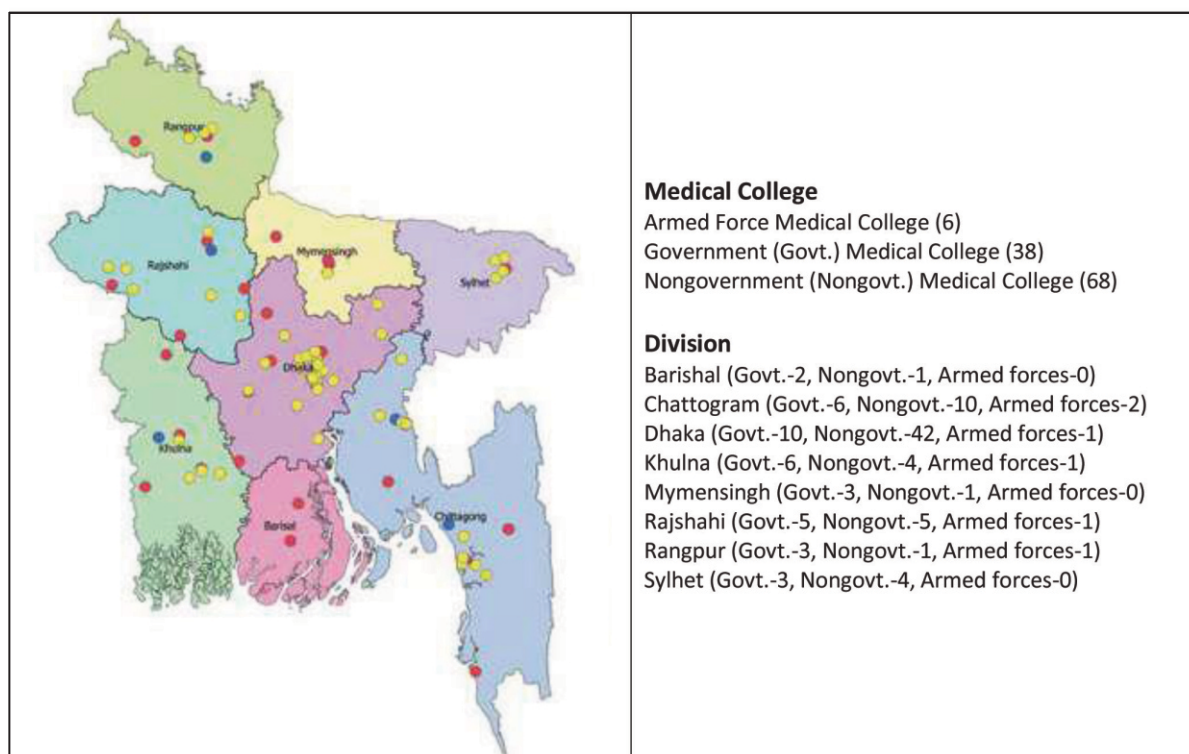 Rangpur
Rajshahi
Mymensingh
Sylhet
Dhaka
Khulna
Barisal
Chittagong
Medical College
Armed Force Medical College (6)
Government (Govt.) Medical College (38)
Nongovernment (Nongovt.) Medical College (68)
Division
Barishal (Govt.-2, Nongovt.-1, Armed forces-0)
Chattogram (Govt.-6, Nongovt.-10, Armed forces-2)
Dhaka (Govt.-10, Nongovt.-42, Armed forces-1)
Khulna (Govt.-6, Nongovt.-4, Armed forces-1)
Mymensingh (Govt.-3, Nongovt.-1, Armed forces-0)
Rajshahi (Govt.-5, Nongovt.-5, Armed forces-1)
Rangpur (Govt.-3, Nongovt.-1, Armed forces-1)
Sylhet (Govt.-3, Nongovt.-4, Armed forces-0)